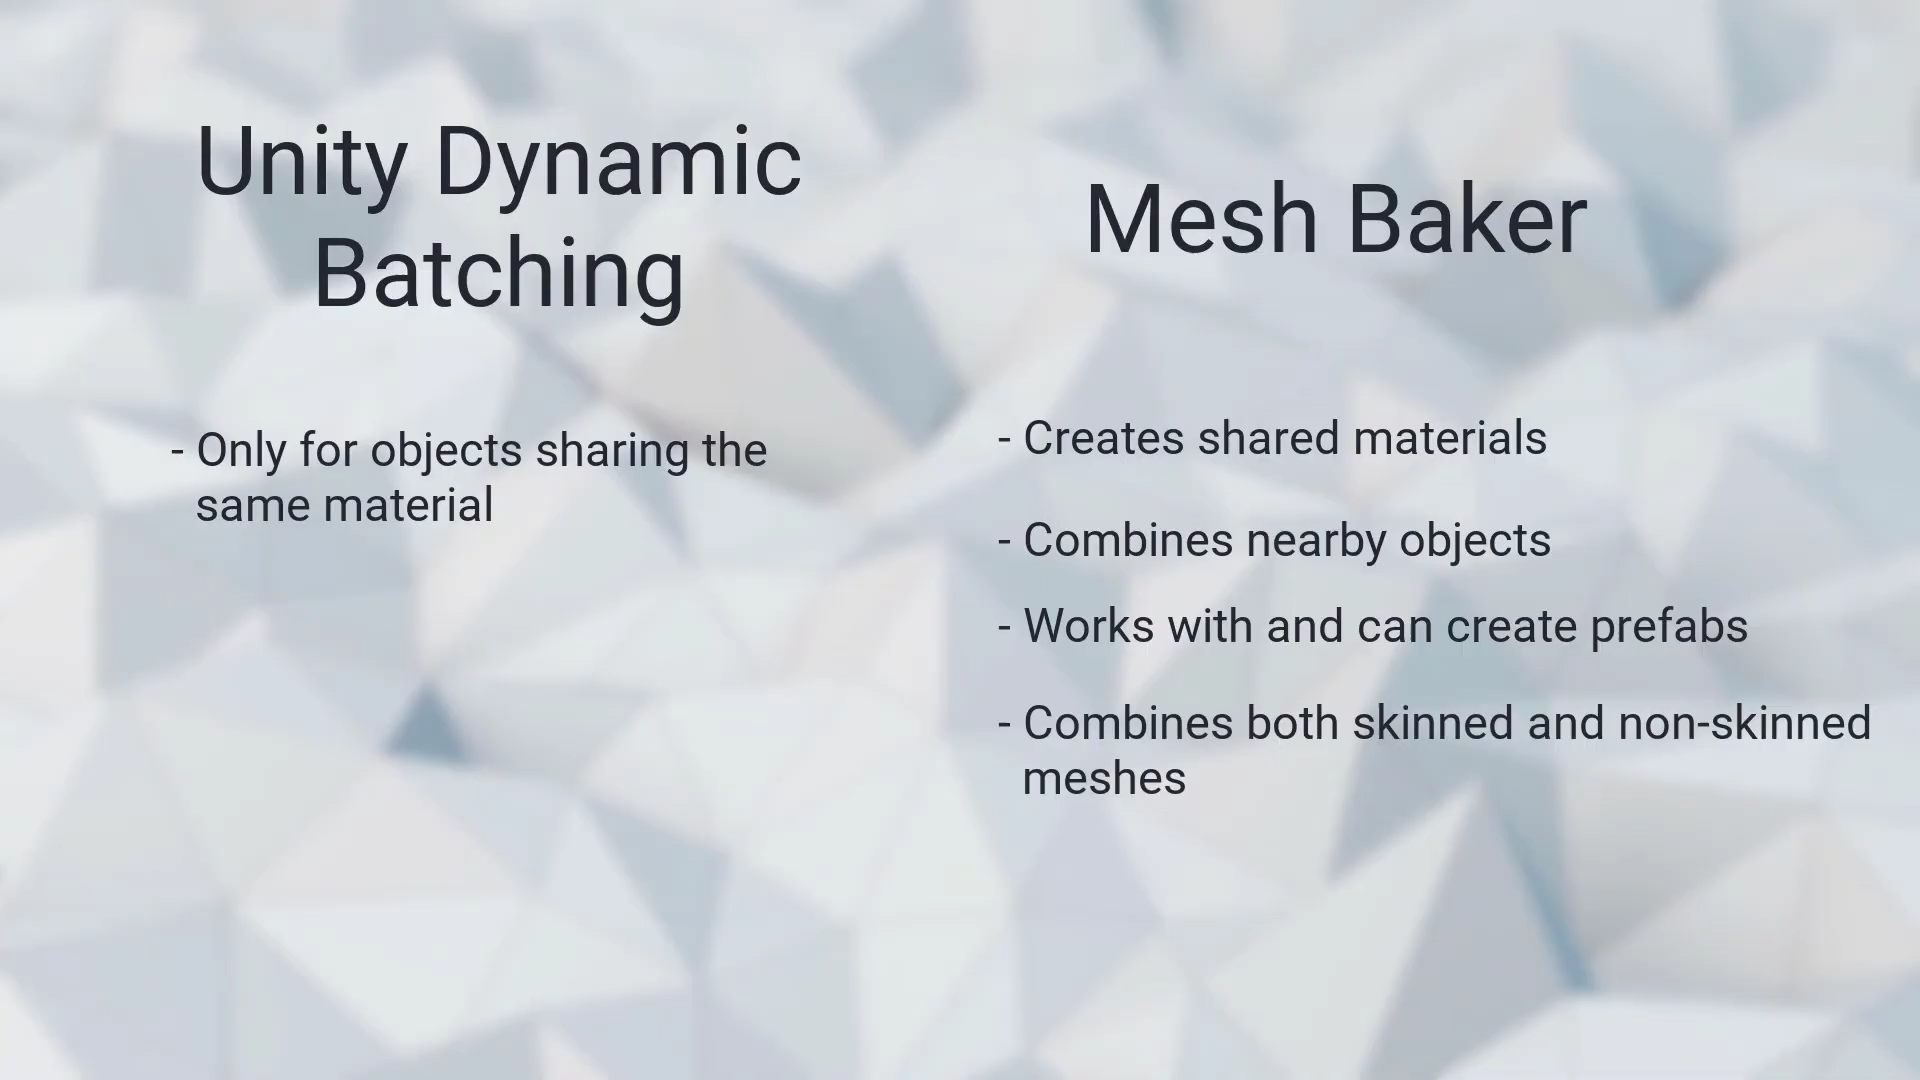 Unity Dynamic
Batching
- Only for objects sharing the
same material
Mesh Baker
- Creates shared materials
- Combines nearby objects
- Works with and can create prefabs
- Combines both skinned and non-skinned
meshes